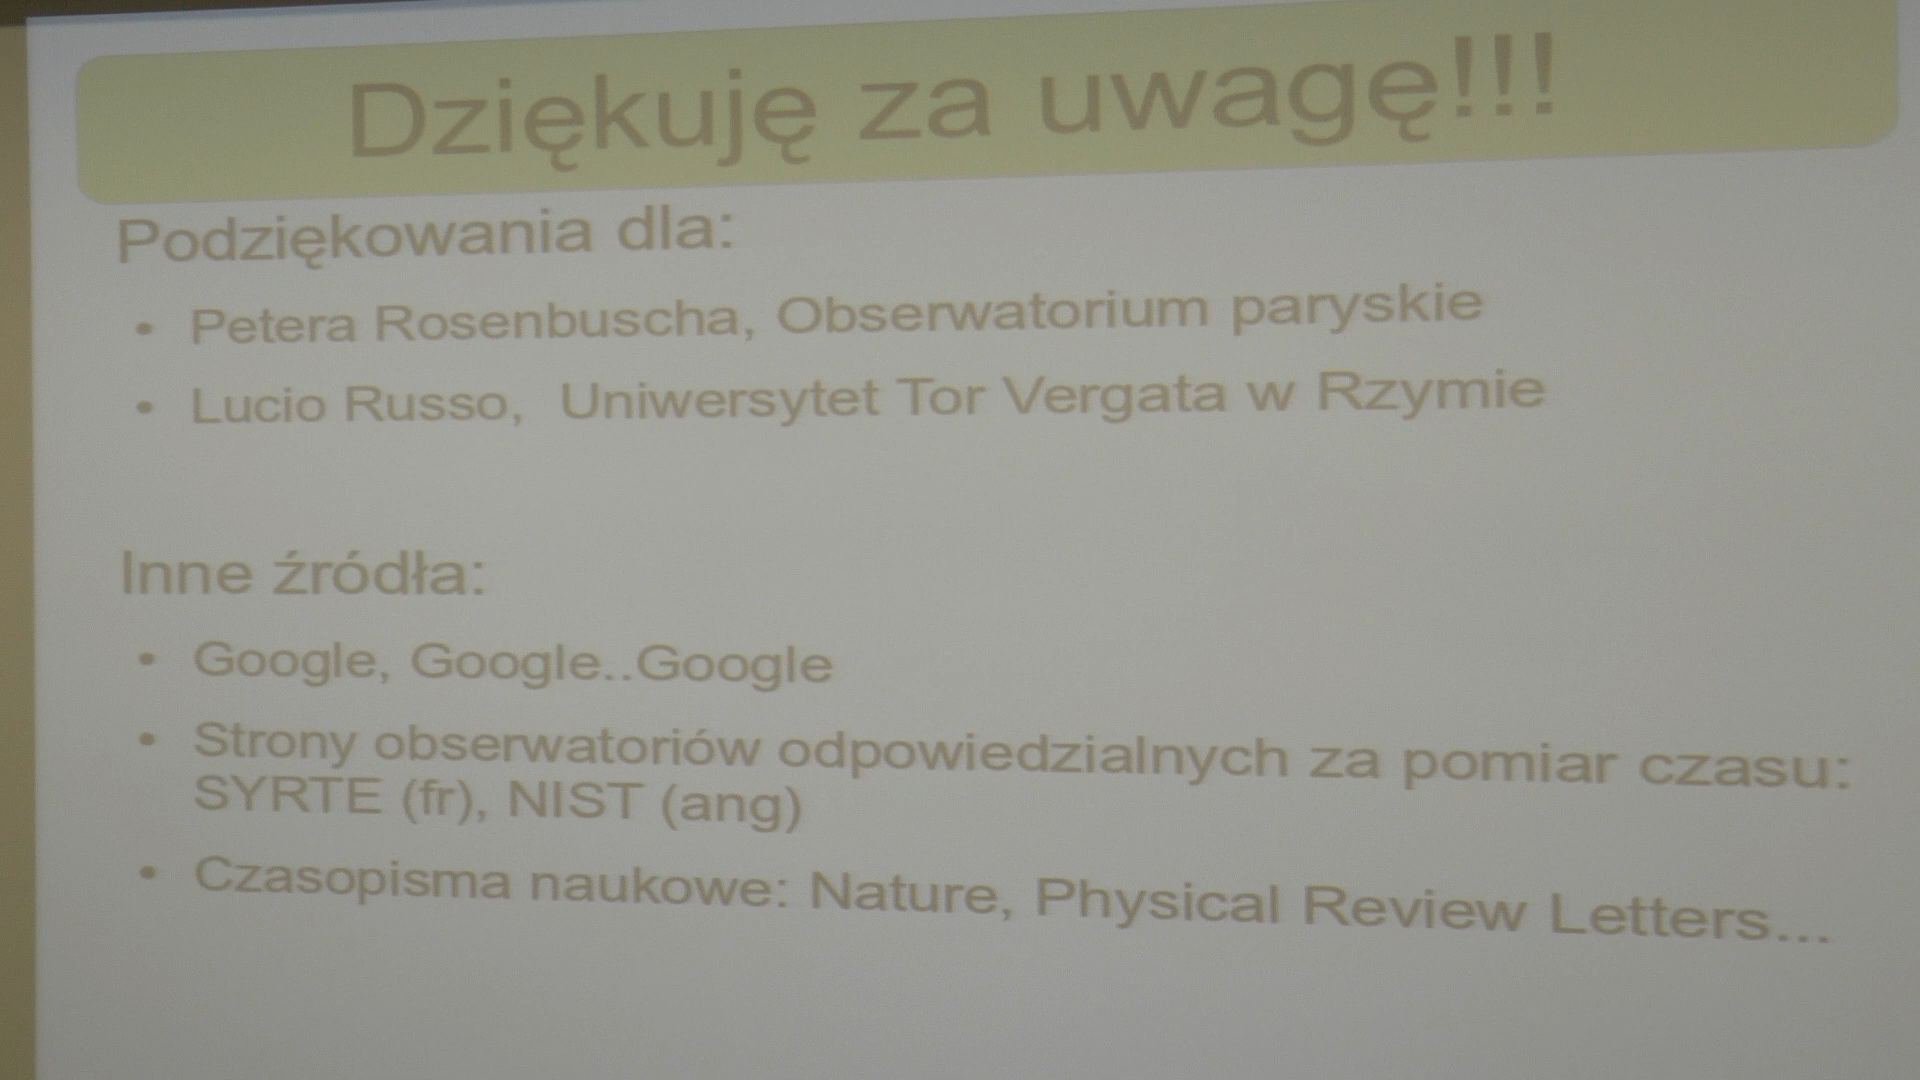 Dziękuję za uwagę!!!
Podziękowania dla:
• Petera Rosenbuscha, Obserwatorium paryskie
• Lucio Russo,  Uniwersytet Tor Vergata w Rzymie
Inne źródła:
• Google, Google..Google
• Strony obserwatoriów odpowiedzialnych za pomiar czasu:
SYRTE (fr), NIST (ang)
• Czasopisma naukowe: Nature, Physical Review Letters...